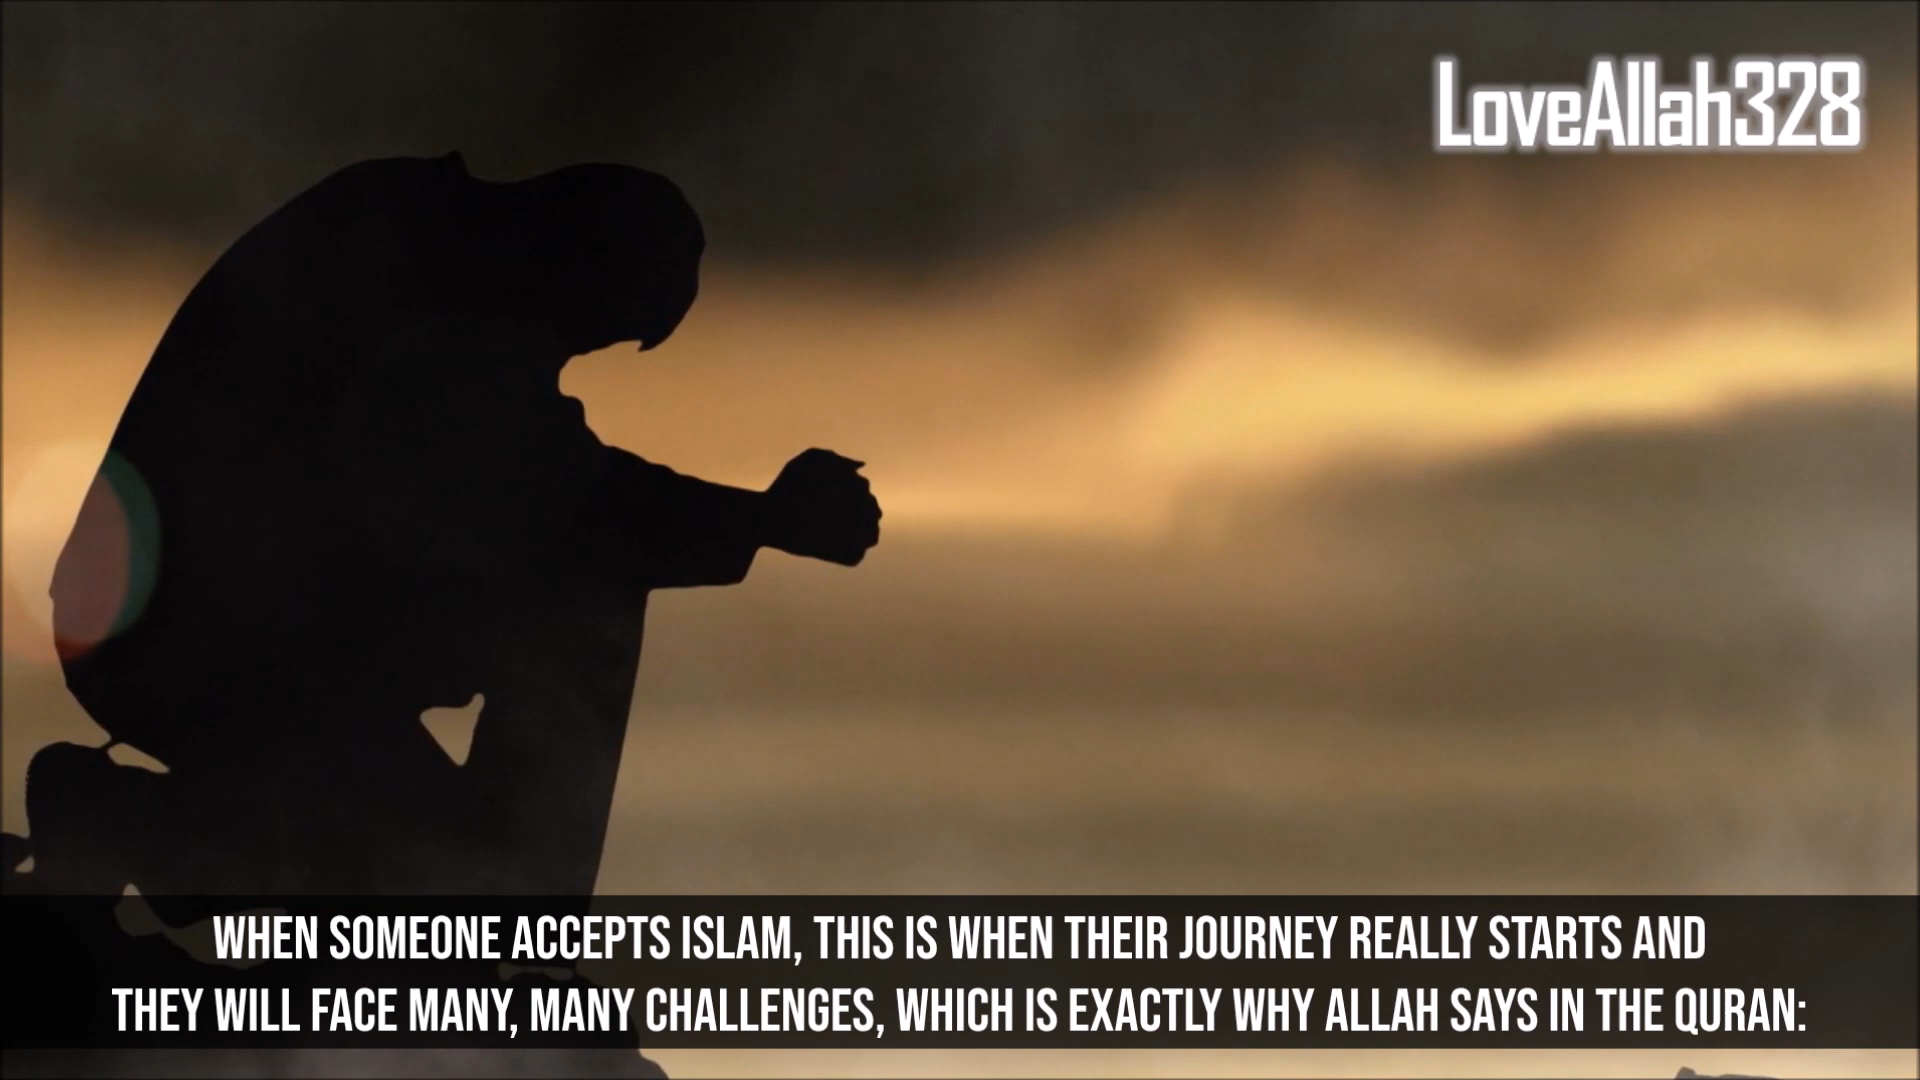 LoveAllah328
WHEN SOMEONE ACCEPTS ISLAM, THIS IS WHEN THEIR JOURNEY REALLY STARTS AND
THEY WILL FACE MANY, MANY CHALLENGES, WHICH IS EXACTLY WHY ALLAH SAYS IN THE QURAN: